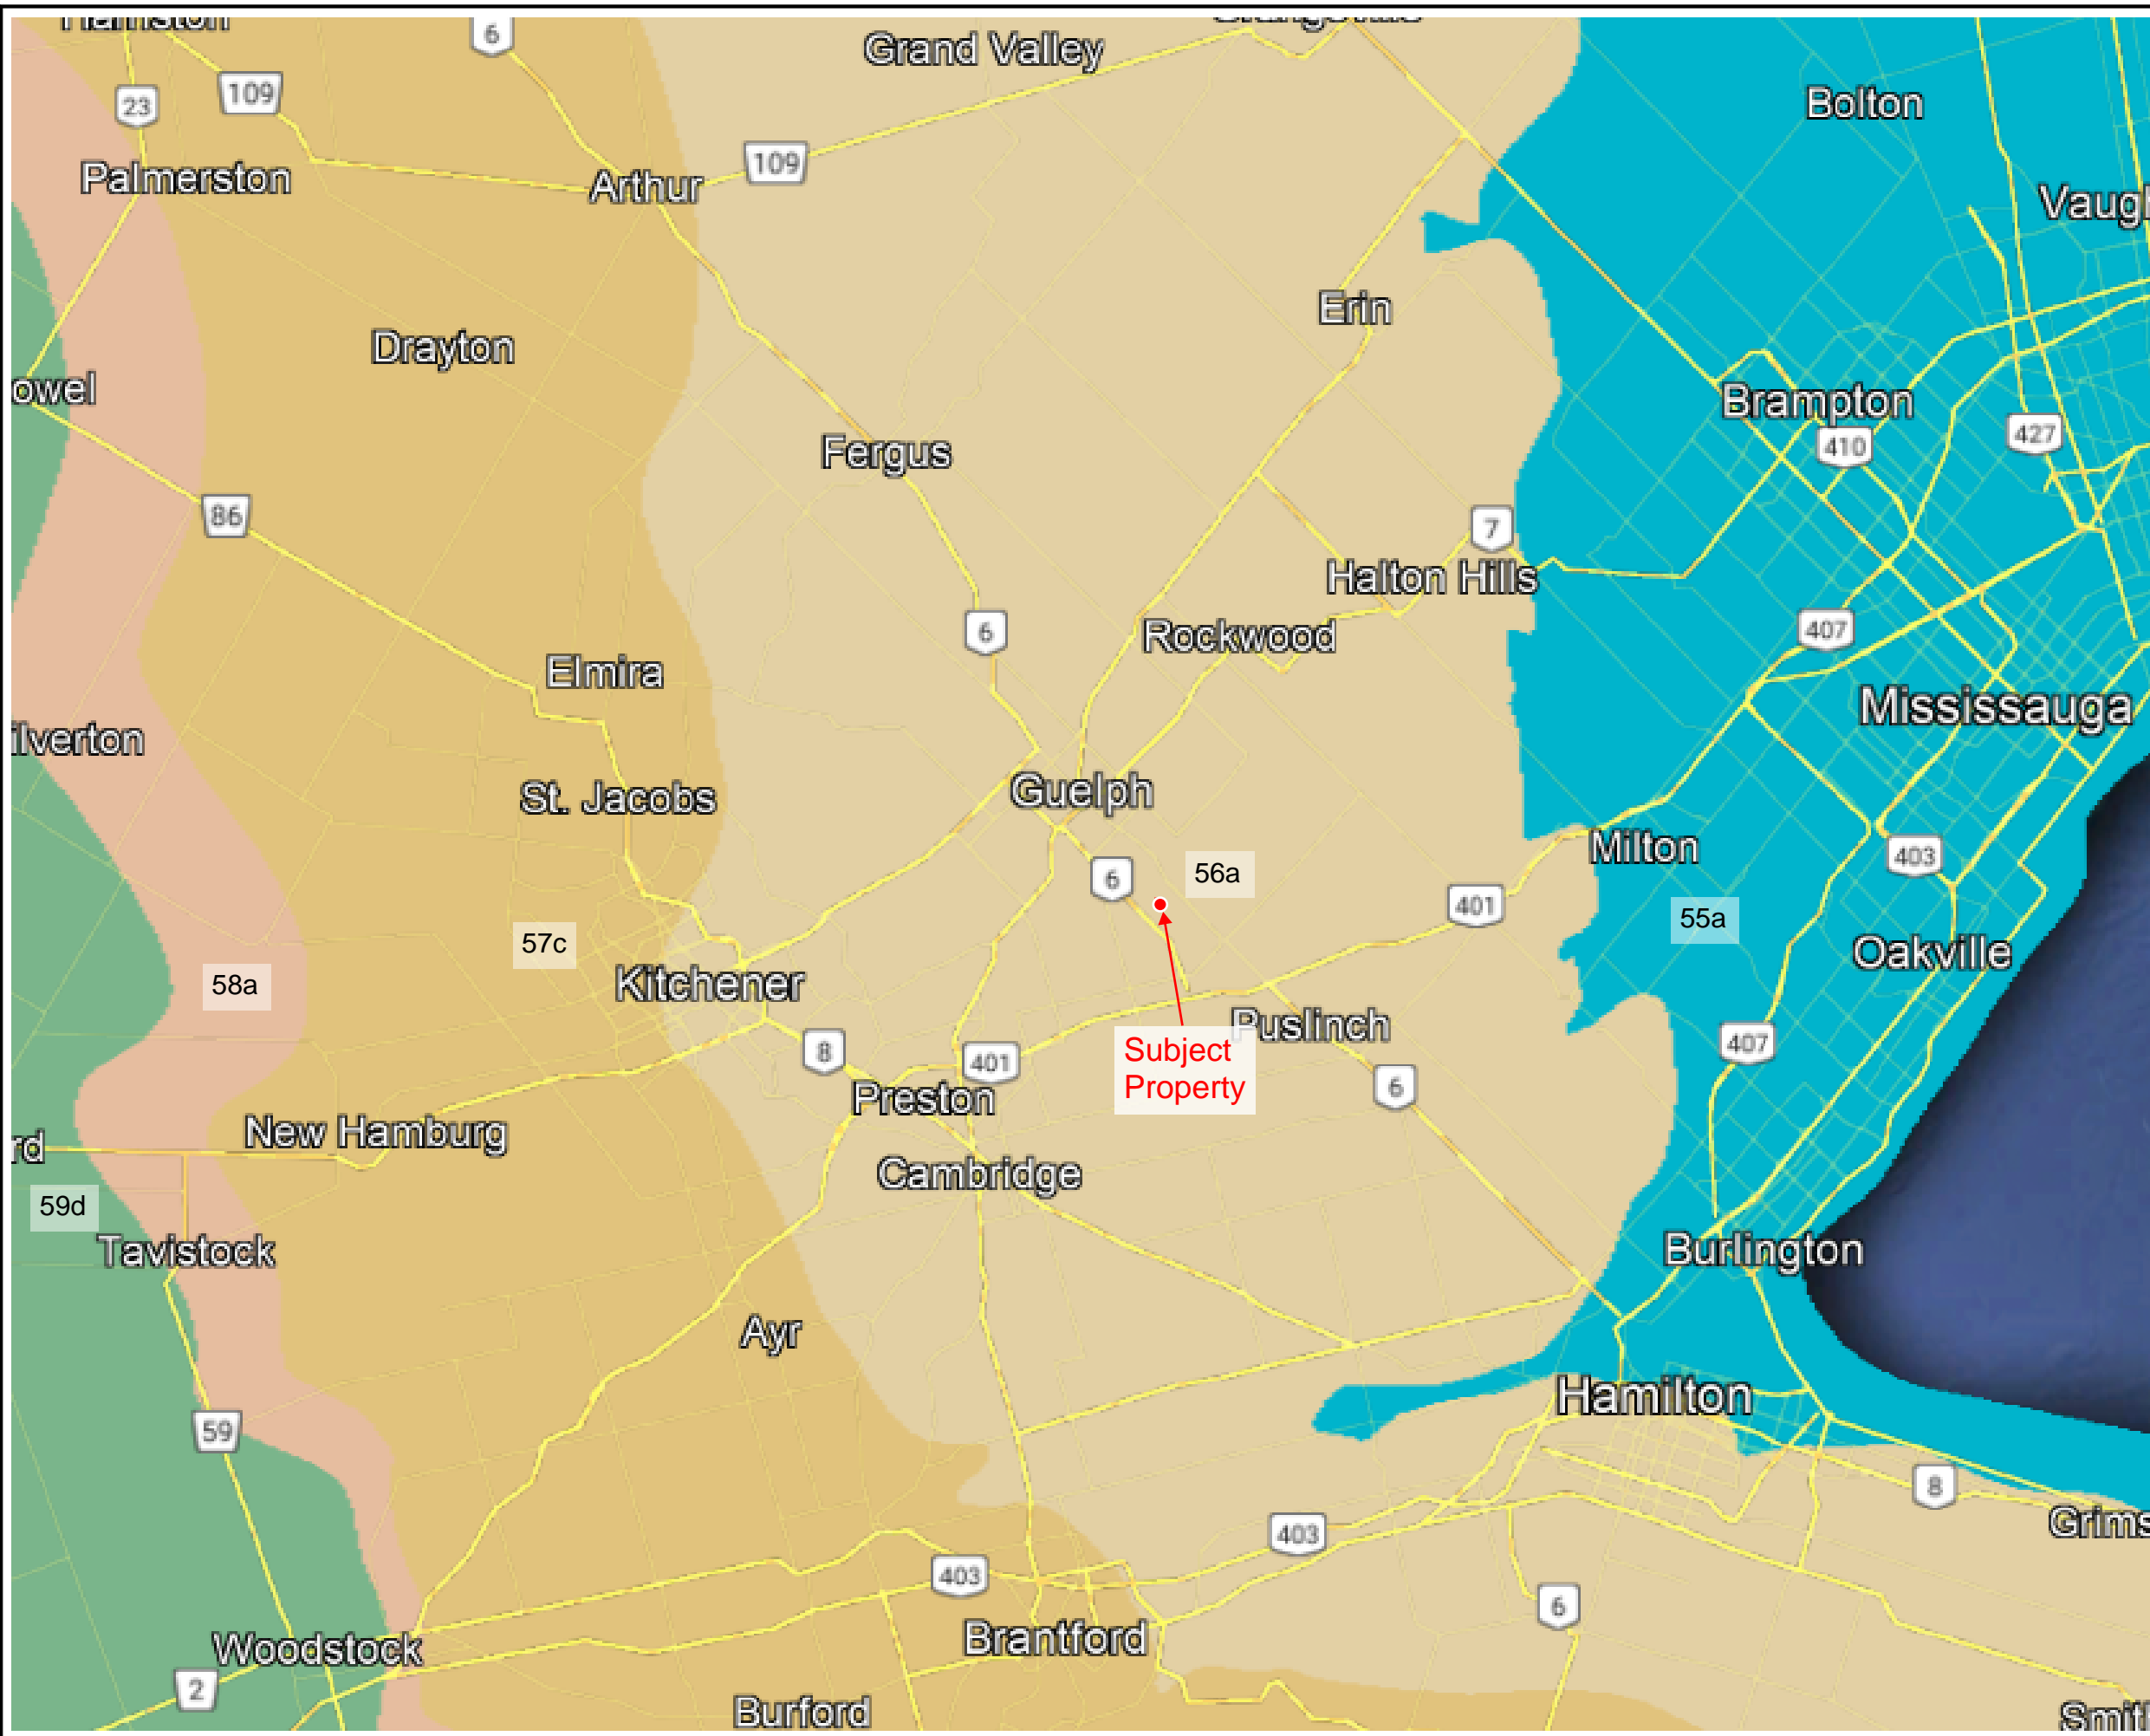 6
Grand Valley
109
23
Bolton
Palmerston
Arthur
109
Erin
Drayton
Brampton
410
427
Fergus
86
7
Halton Hills
6
Rockwood
407
Elmira
Mississauga
St. Jacobs
Guelph
Milton
403
6
56a
401
55a
57c
Oakville
58a
Kitchener
Puslinch
Subject
Property
8
401
407
6
Preston
New Hamburg
Cambridge
59d
Tavistock
Burlington
Ayr
Hamilton
59
8
403
403
6
Brantford
Woodstock
2
Burford